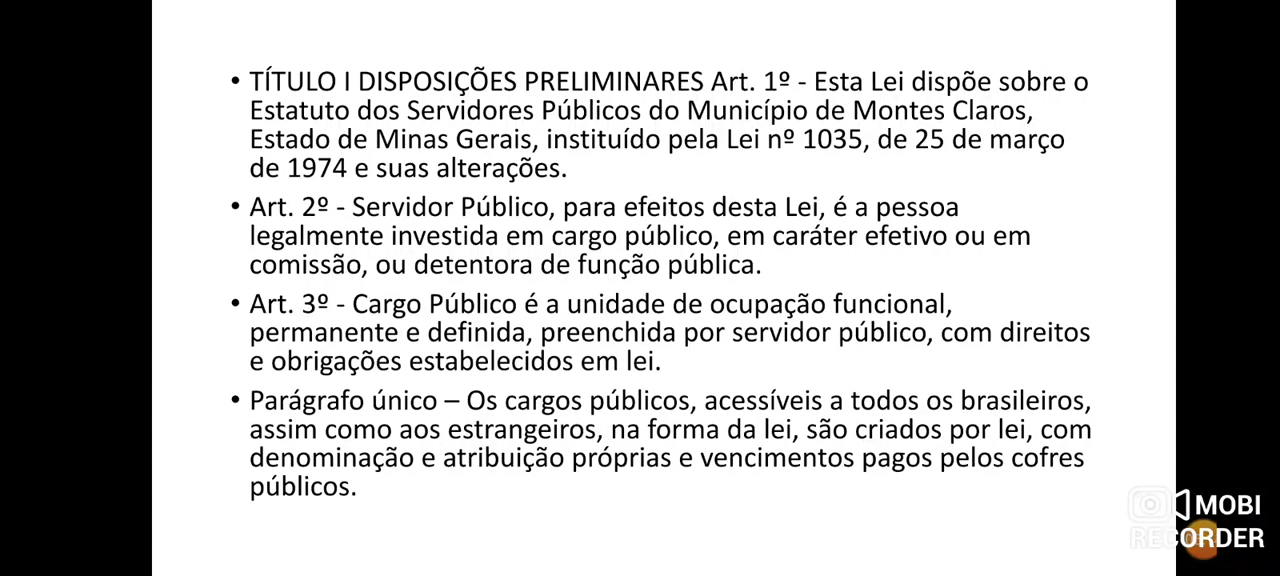 • TÍTULO I DISPOSIÇÕES PRELIMINARES Art. 1º - Esta Lei dispõe sobre o
Estatuto dos Servidores Públicos do Município de Montes Claros,
Estado de Minas Gerais, instituído pela Lei nº 1035, de 25 de março
de 1974 e suas alterações.
• Art. 2º - Servidor Público, para efeitos desta Lei, é a pessoa
legalmente investida em cargo público, em caráter efetivo ou em
comissão, ou detentora de função pública.
• Art. 3º - Cargo Público é a unidade de ocupação funcional,
permanente e definida, preenchida por servidor público, com direitos
e obrigações estabelecidos em lei.
• Parágrafo único – Os cargos públicos, acessíveis a todos os brasileiros,
assim como aos estrangeiros, na forma da lei, são criados por lei, com
denominação e atribuição próprias e vencimentos pagos pelos cofres
públicos.
MOBI
RECORDER